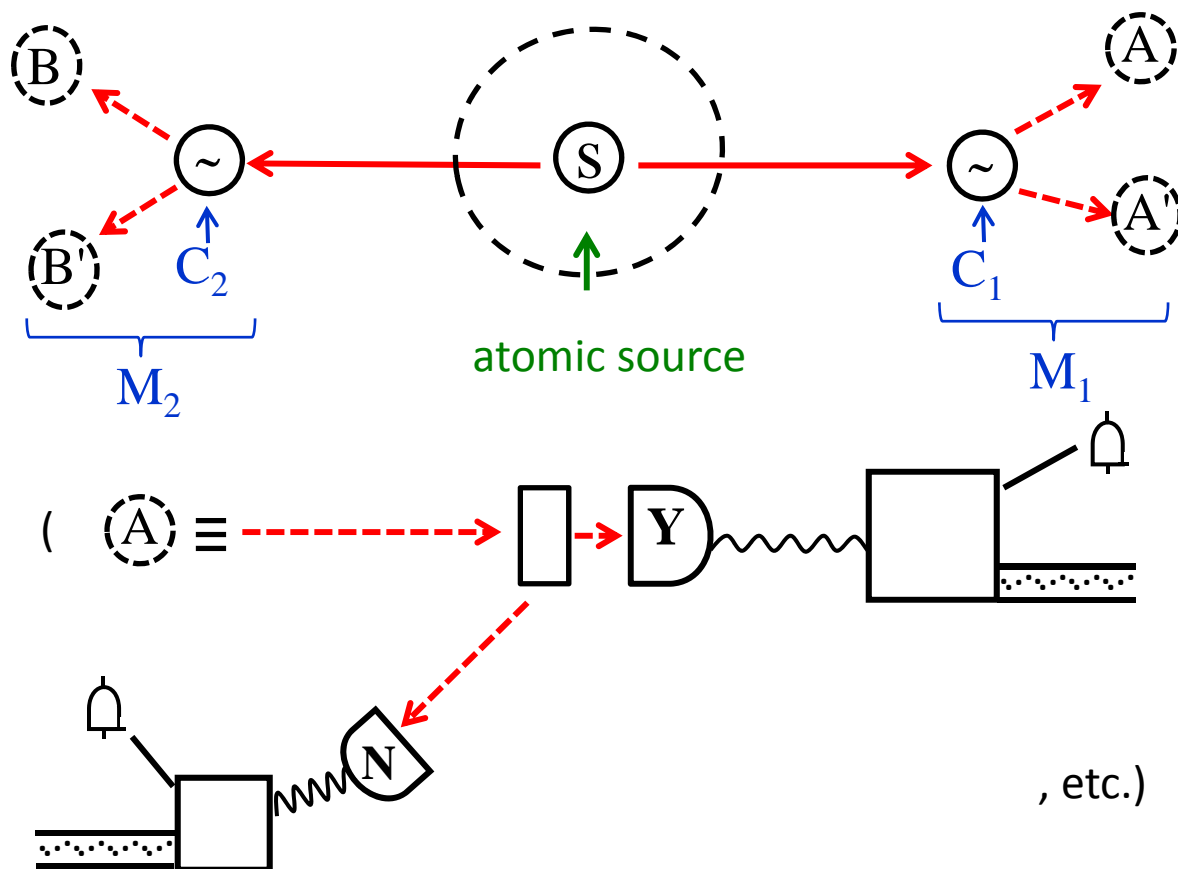 B A
~ S ~
B' C₂ C₁ A'
atomic source
M₂ M₁
( A ≡ Y
N
, etc.)